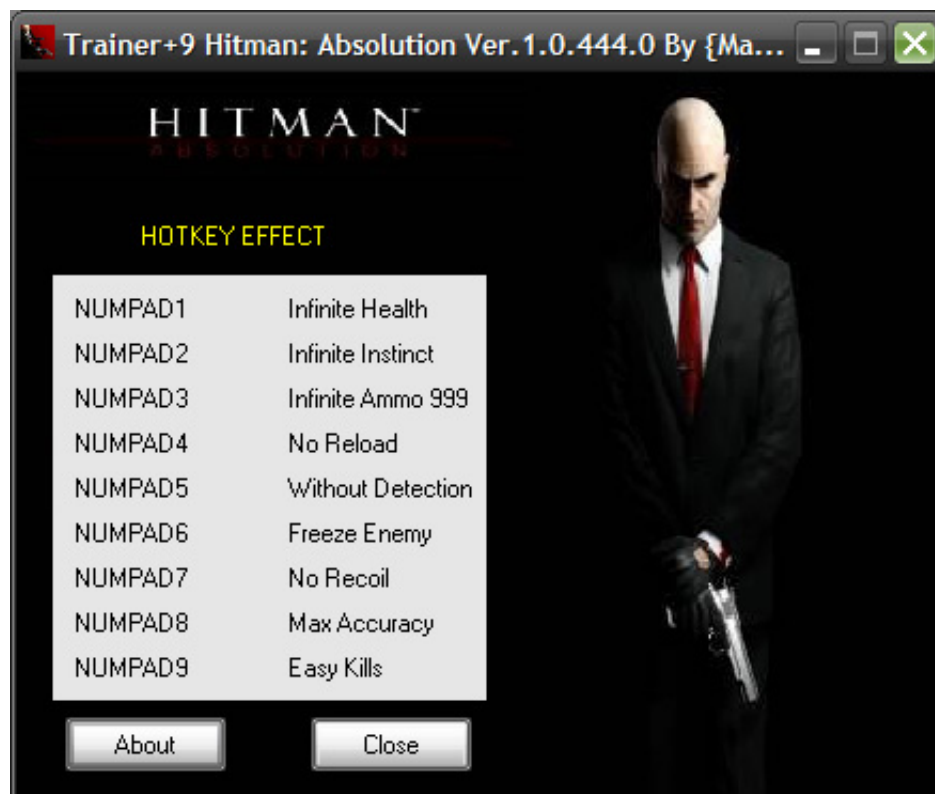 Trainer+9 Hitman: Absolution Ver.1.0.444.0 By {Ma...
HITMAN™
ABSOLUTION
HOTKEY EFFECT
NUMPAD1 Infinite Health
NUMPAD2 Infinite Instinct
NUMPAD3 Infinite Ammo 999
NUMPAD4 No Reload
NUMPAD5 Without Detection
NUMPAD6 Freeze Enemy
NUMPAD7 No Recoil
NUMPAD8 Max Accuracy
NUMPAD9 Easy Kills
About Close